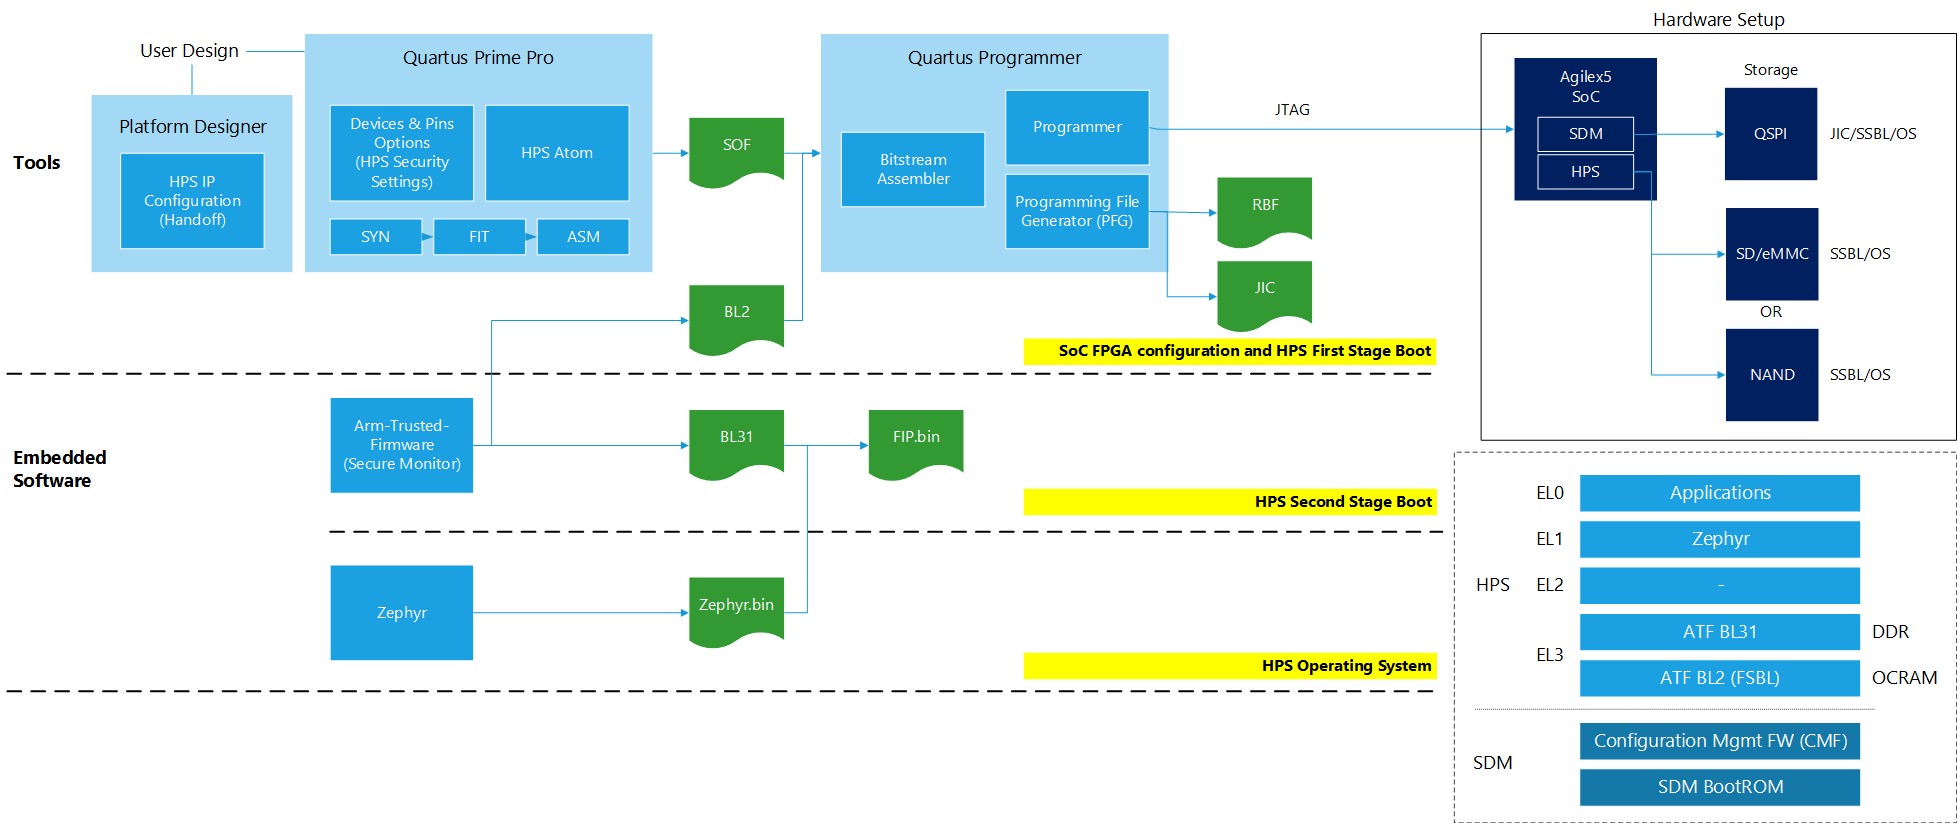 Hardware Setup
User Design
Platform Designer
HPS IP
Configuration
(Handoff)
Quartus Prime Pro
Devices & Pins
Options
(HPS Security
Settings)
HPS Atom
SYN
FIT
ASM
SOF
BL2
Quartus Programmer
Bitstream
Assembler
Programmer
Programming File
Generator (PFG)
RBF
JIC
JTAG
Agilex5
SoC
SDM
HPS
Storage
QSPI
JIC/SSBL/OS
SD/eMMC
SSBL/OS
OR
NAND
SSBL/OS
Tools
SoC FPGA configuration and HPS First Stage Boot
Embedded
Software
Arm-Trusted-
Firmware
(Secure Monitor)
BL31
FIP.bin
HPS Second Stage Boot
Zephyr
Zephyr.bin
HPS Operating System
HPS
EL0
Applications
EL1
Zephyr
EL2
-
EL3
ATF BL31
DDR
ATF BL2 (FSBL)
OCRAM
SDM
Configuration Mgmt FW (CMF)
SDM BootROM